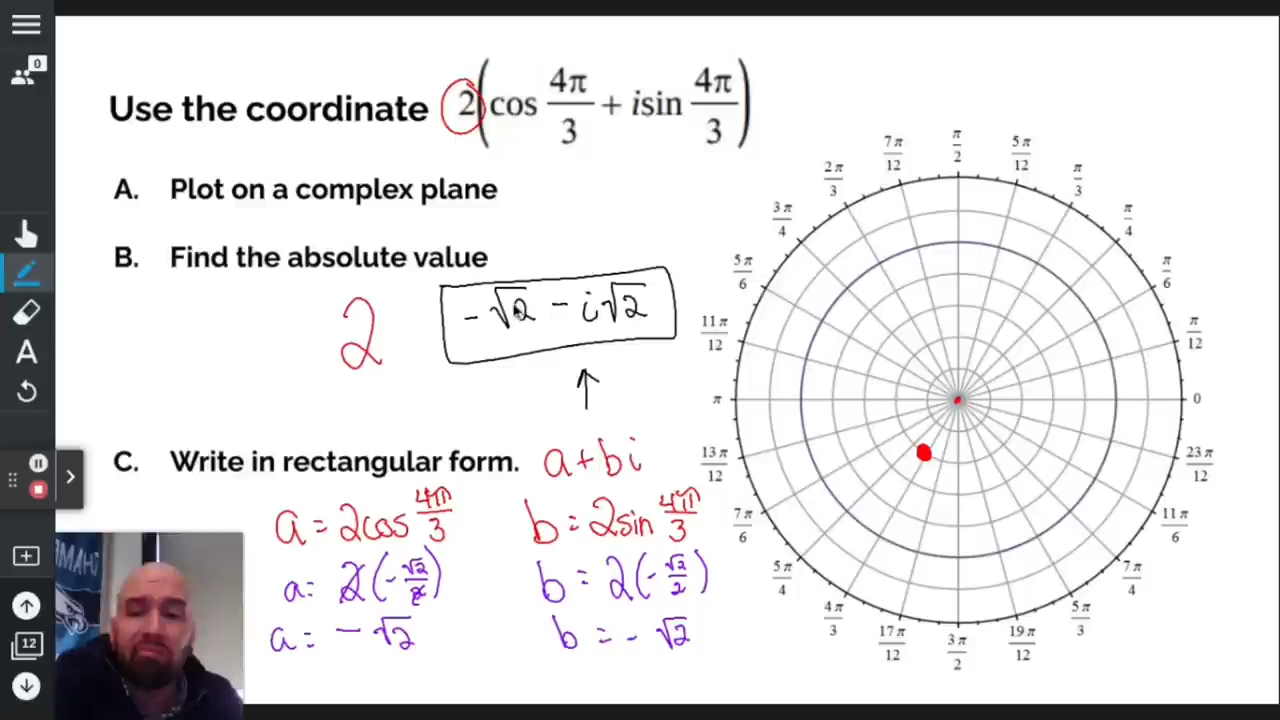 0
Use the coordinate 2(cos 4π/3 + isin 4π/3)
A. Plot on a complex plane
B. Find the absolute value
2
-√2 - i√2
C. Write in rectangular form. a+bi
a = 2cos 4π/3
b = 2sin 4π/3
a = 2(-√2/2)
b = 2(-√2/2)
a = -√2
b = -√2
A
12
π/2
5π/12
π/3
π/4
π/6
π/12
0
23π/12
11π/6
7π/4
5π/3
19π/12
3π/2
17π/12
4π/3
5π/4
7π/6
13π/12
π
11π/12
5π/6
3π/4
2π/3
7π/12